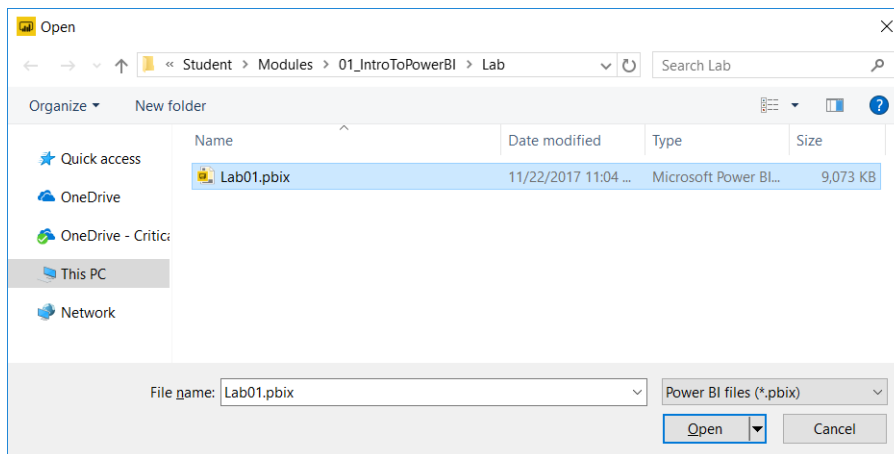 Open
« Student > Modules > 01_IntroToPowerBI > Lab
Search Lab
Organize
New folder
Name
Date modified
Type
Size
Quick access
Lab01.pbix
11/22/2017 11:04 ...
Microsoft Power BI...
9,073 KB
OneDrive
OneDrive - Critica
This PC
Network
File name:
Lab01.pbix
Power BI files (*.pbix)
Open
Cancel